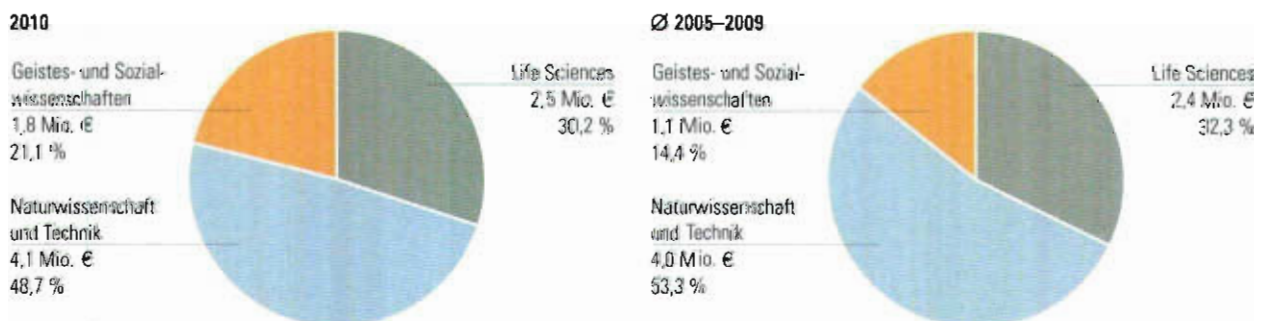 2010
Geistes- und Sozial-
wissenschaften
1,8 Mio. €
21,1 %
Life Sciences
2,5 Mio. €
30,2 %
Naturwissenschaft
und Technik
4,1 Mio. €
48,7 %
Ø 2005–2009
Geistes- und Sozial-
wissenschaften
1,1 Mio. €
14,4 %
Life Sciences
2,4 Mio. €
32,3 %
Naturwissenschaft
und Technik
4,0 Mio. €
53,3 %